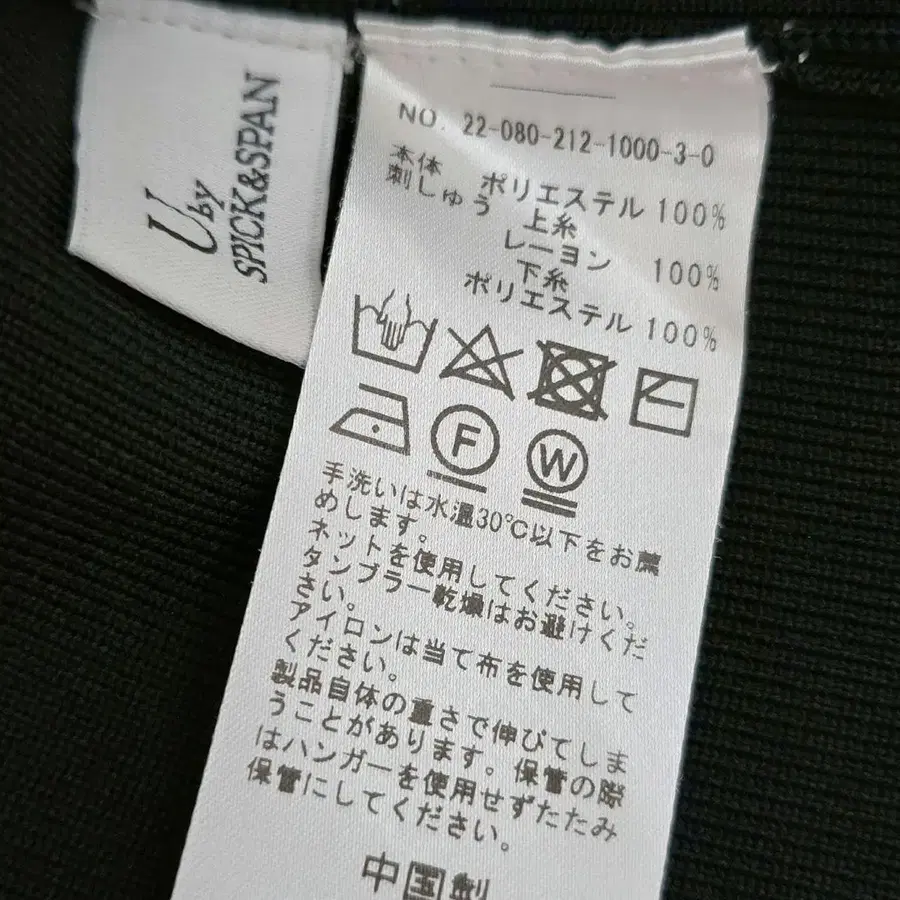 U by
SPICK&SPAN
NO. 22-080-212-1000-3-0
本体 ポリエステル 100%
刺しゅう 上糸
レーヨン 100%
下糸
ポリエステル 100%
F
W
手洗いは水温30℃以下をお薦
めします。
ネットを使用してください。
タンブラー乾燥はお避けくだ
さい。
アイロンは当て布を使用して
ください。
製品自体の重さで伸びてしま
うことがあります。保管の際
はハンガーを使用せずたたみ
保管にしてください。
中国製